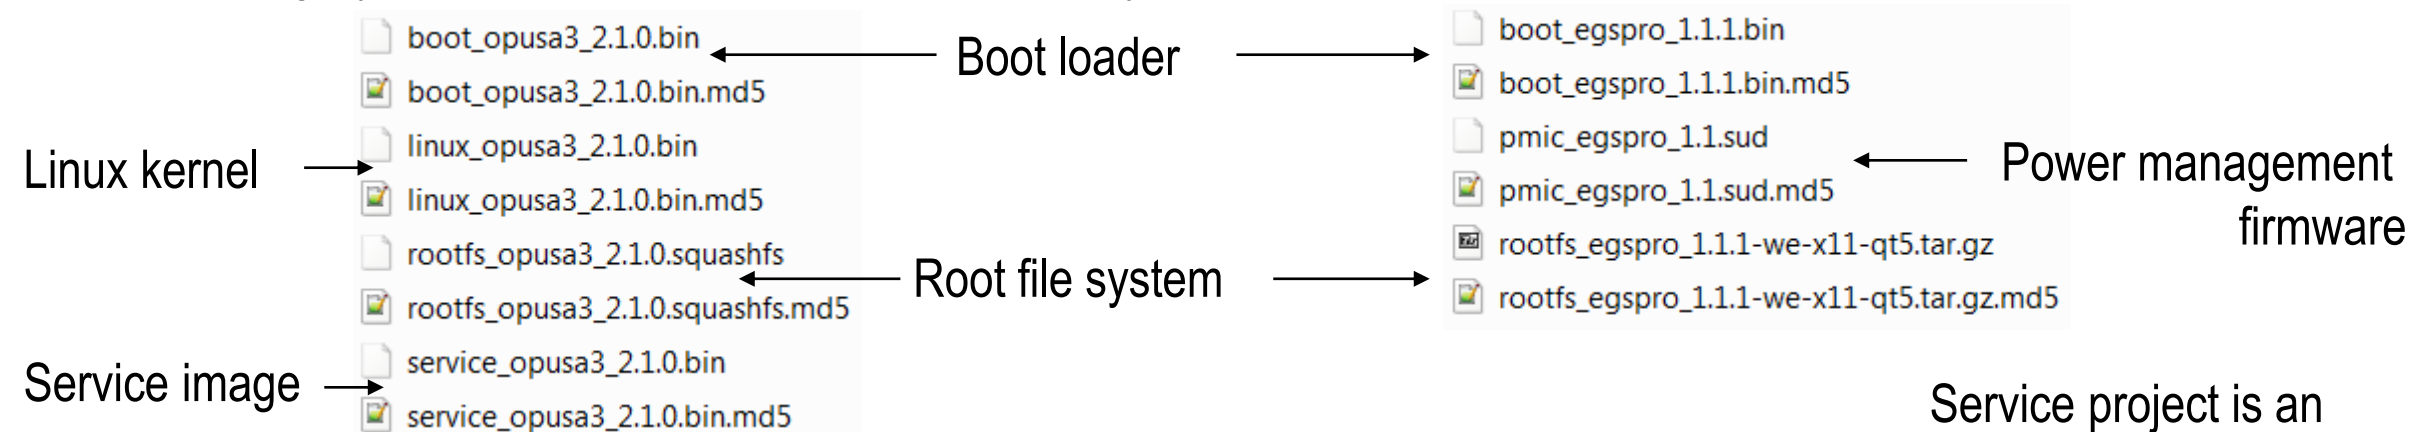 boot_opusa3_2.1.0.bin
boot_opusa3_2.1.0.bin.md5
linux_opusa3_2.1.0.bin
linux_opusa3_2.1.0.bin.md5
rootfs_opusa3_2.1.0.squashfs
rootfs_opusa3_2.1.0.squashfs.md5
service_opusa3_2.1.0.bin
service_opusa3_2.1.0.bin.md5
Linux kernel
Service image
Boot loader
Root file system
boot_egspro_1.1.1.bin
boot_egspro_1.1.1.bin.md5
pmic_egspro_1.1.sud
pmic_egspro_1.1.sud.md5
rootfs_egspro_1.1.1-we-x11-qt5.tar.gz
rootfs_egspro_1.1.1-we-x11-qt5.tar.gz.md5
Power management
firmware
Service project is an